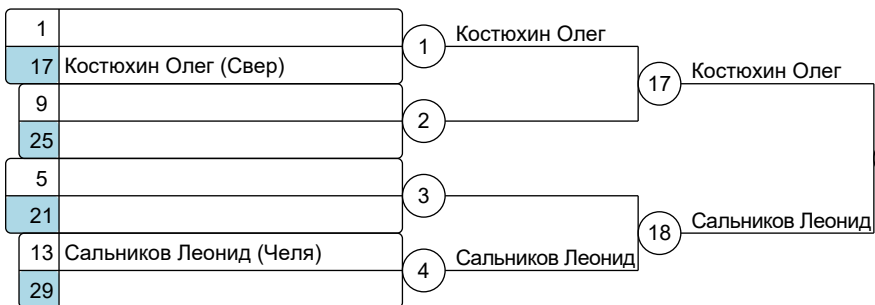 1
17 Костюхин Олег (Свер)
9
25
5
21
13 Сальников Леонид (Челя)
29
1
2
3
4
Костюхин Олег
Сальников Леонид
17
18
Костюхин Олег
Сальников Леонид